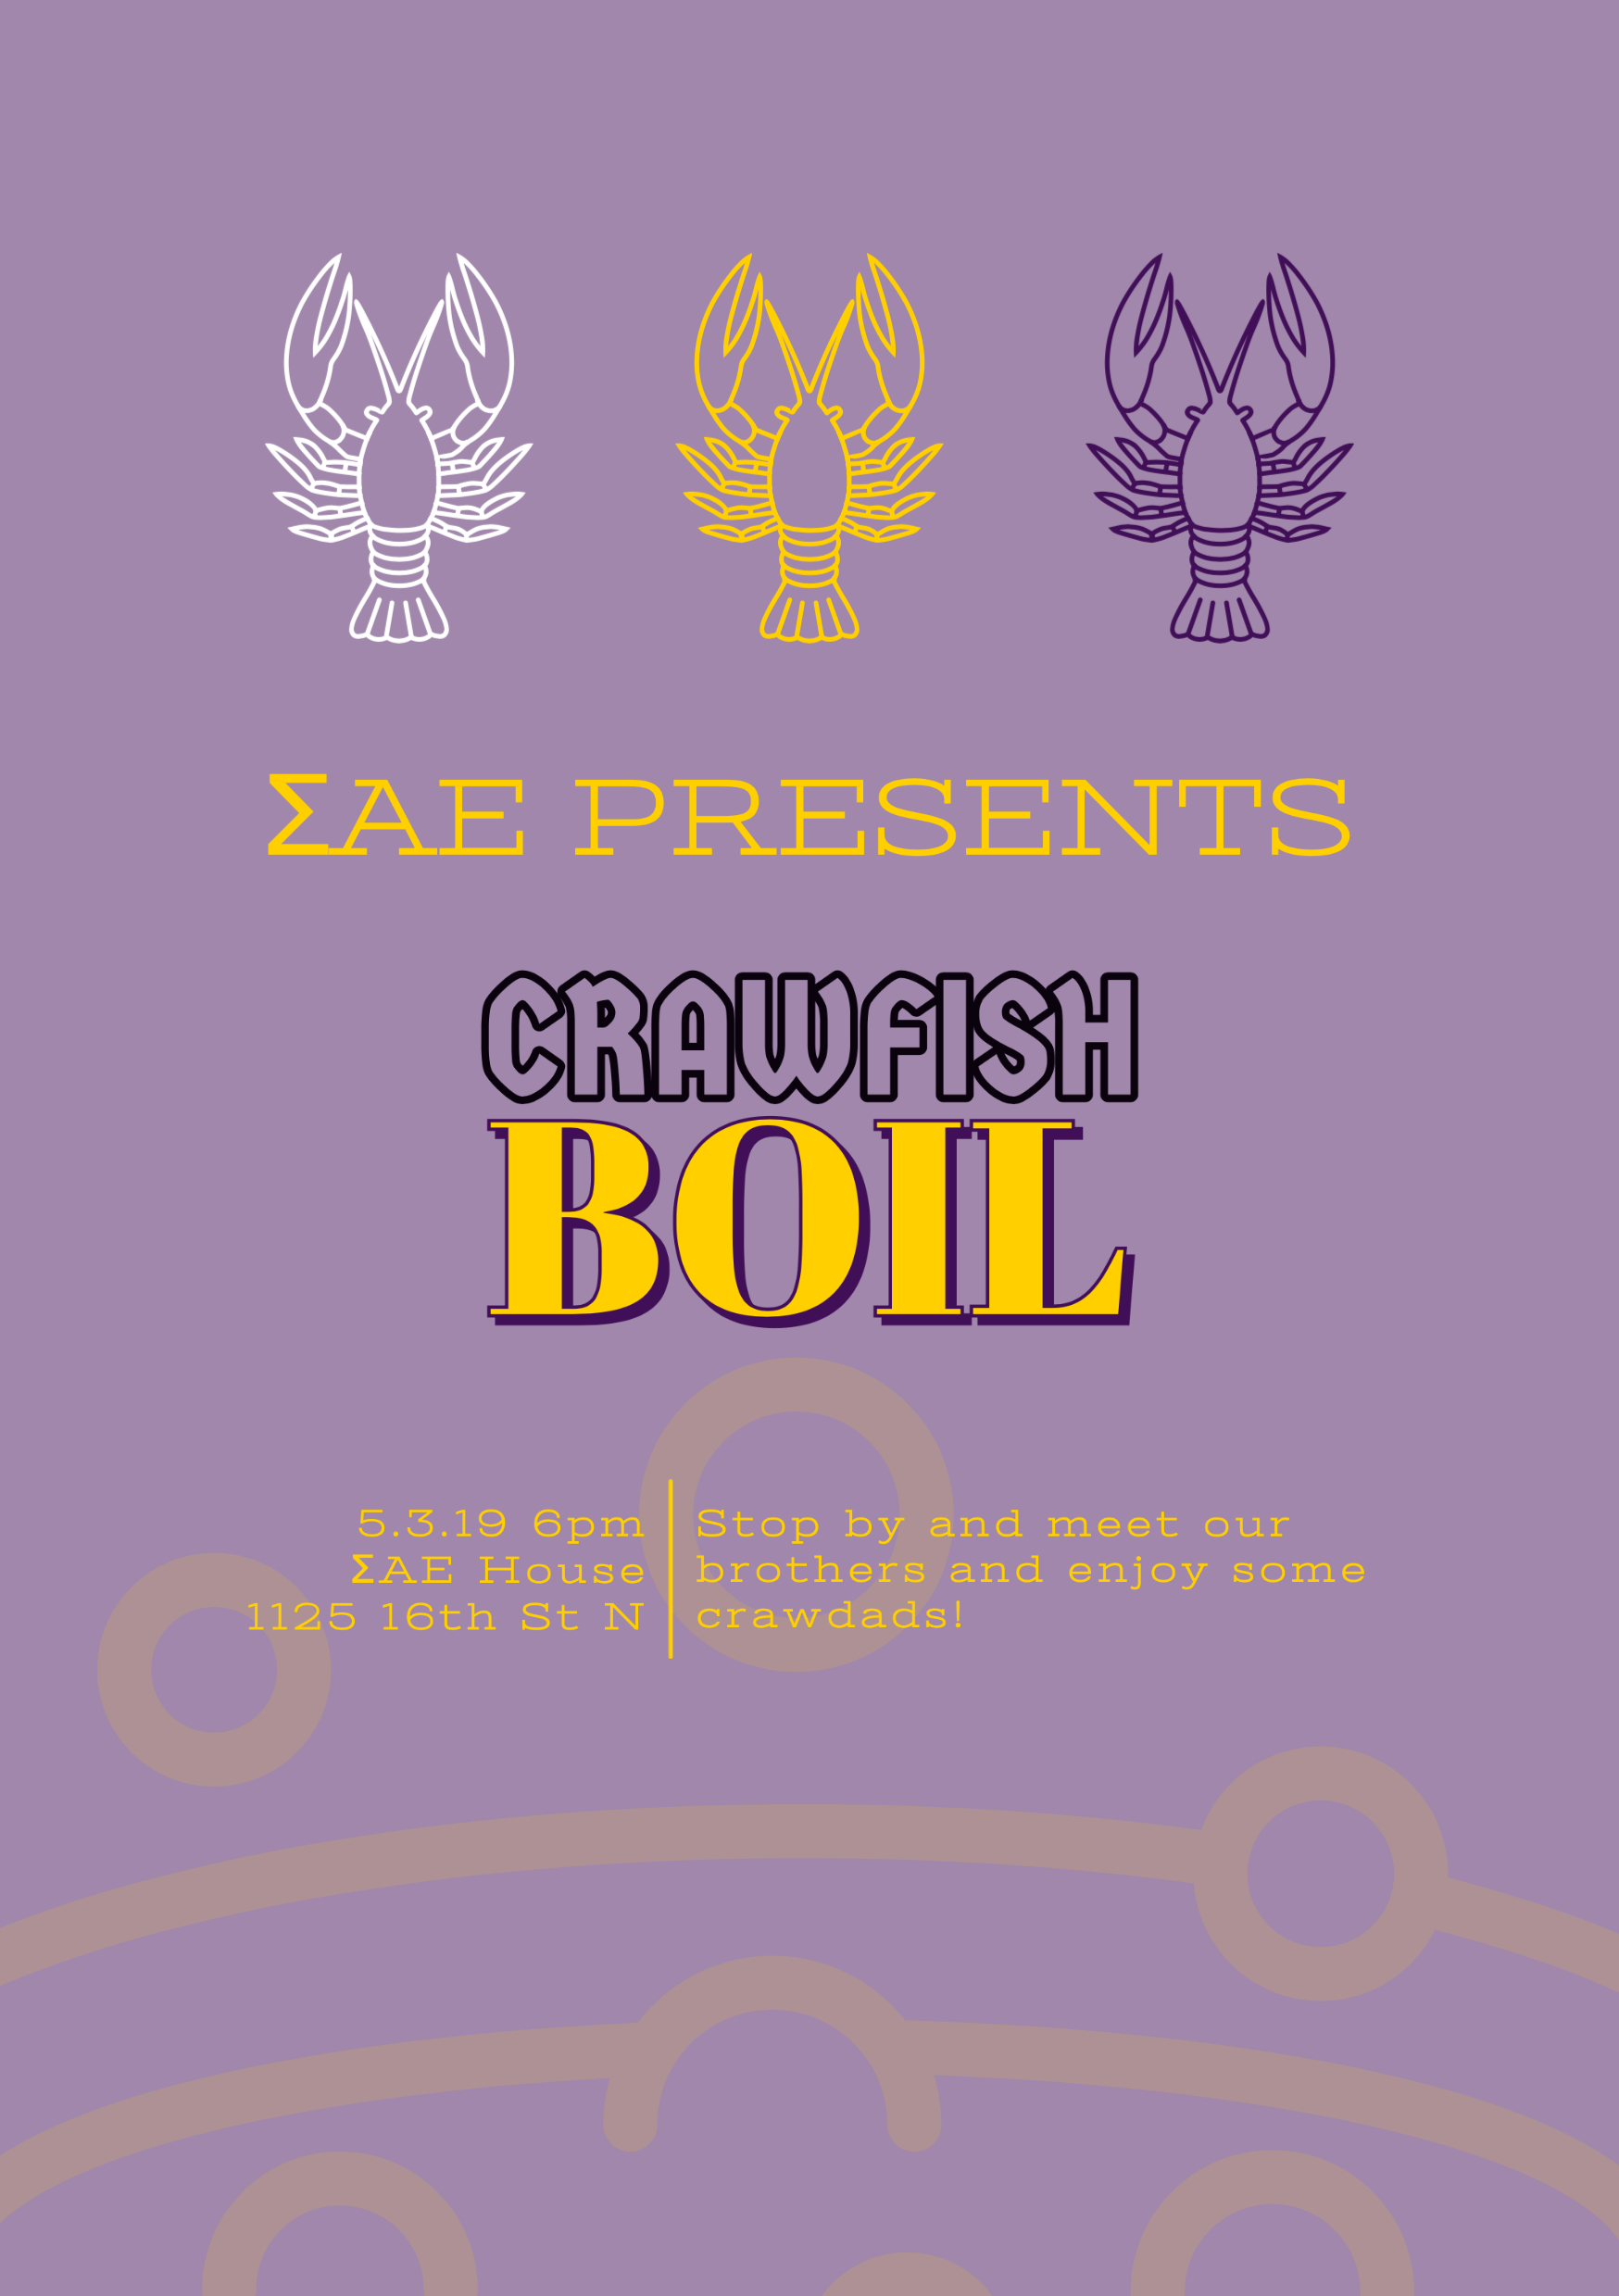 ΣAE PRESENTS
CRAWFISH
BOIL
5.3.19 6pm
ΣAE House
1125 16th St N
Stop by and meet our
brothers and enjoy some
crawdads!